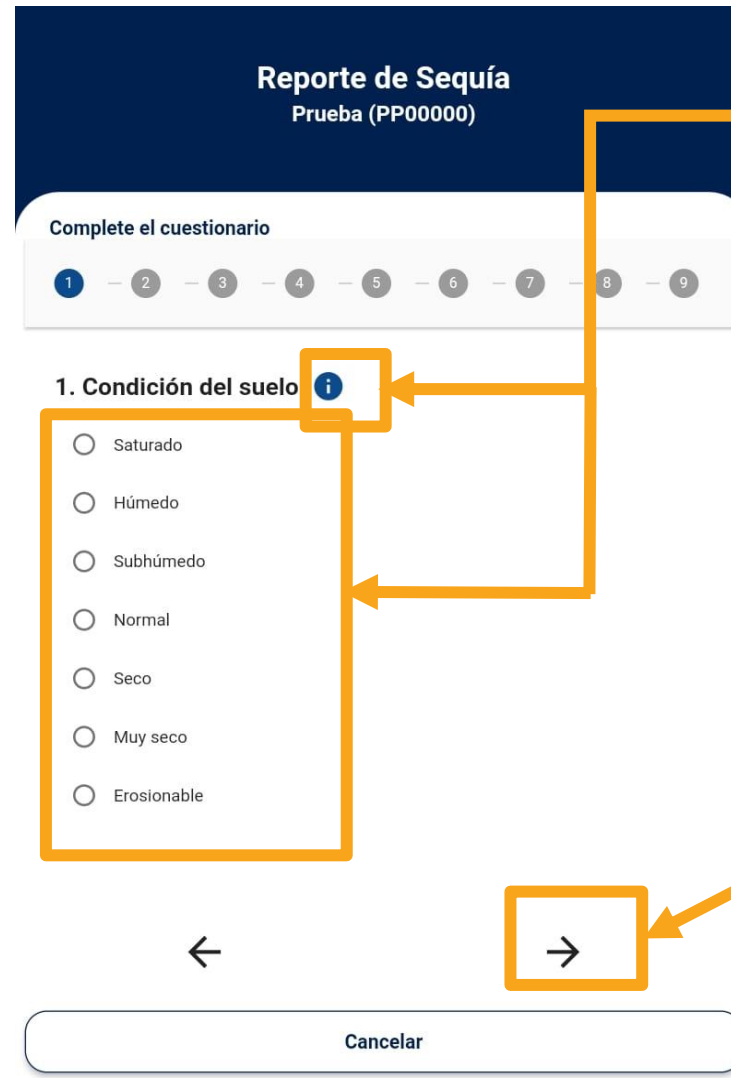 Reporte de Sequía
Prueba (PP00000)
Complete el cuestionario
1 – 2 – 3 – 4 – 5 – 6 – 7 – 8 – 9
1. Condición del suelo i
Saturado
Húmedo
Subhúmedo
Normal
Seco
Muy seco
Erosionable
Cancelar